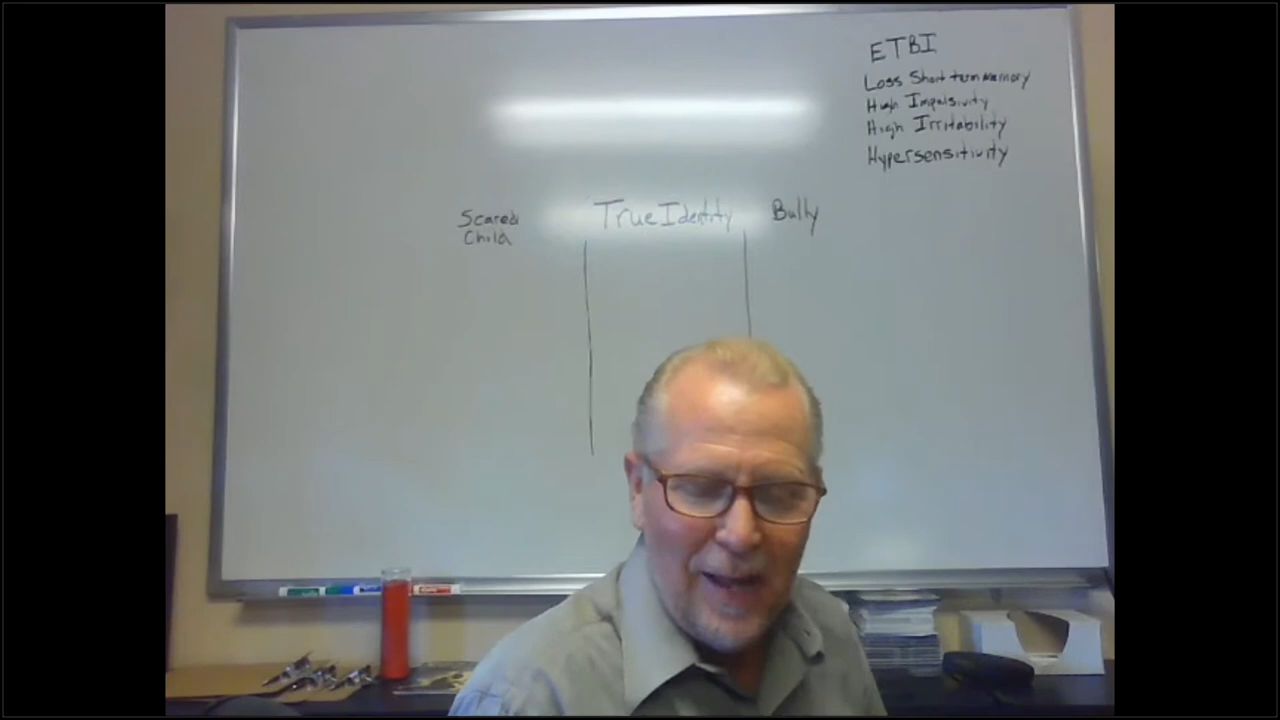 ETBI
Loss Short term memory
High Impulsivity
High Irritability
Hypersensitivity
Scared True Identity Bully
Child